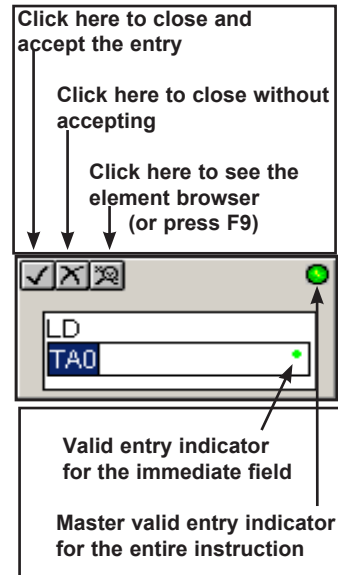 Click here to close and
accept the entry
Click here to close without
accepting
Click here to see the
element browser
(or press F9)
LD
TA0
Valid entry indicator
for the immediate field
Master valid entry indicator
for the entire instruction